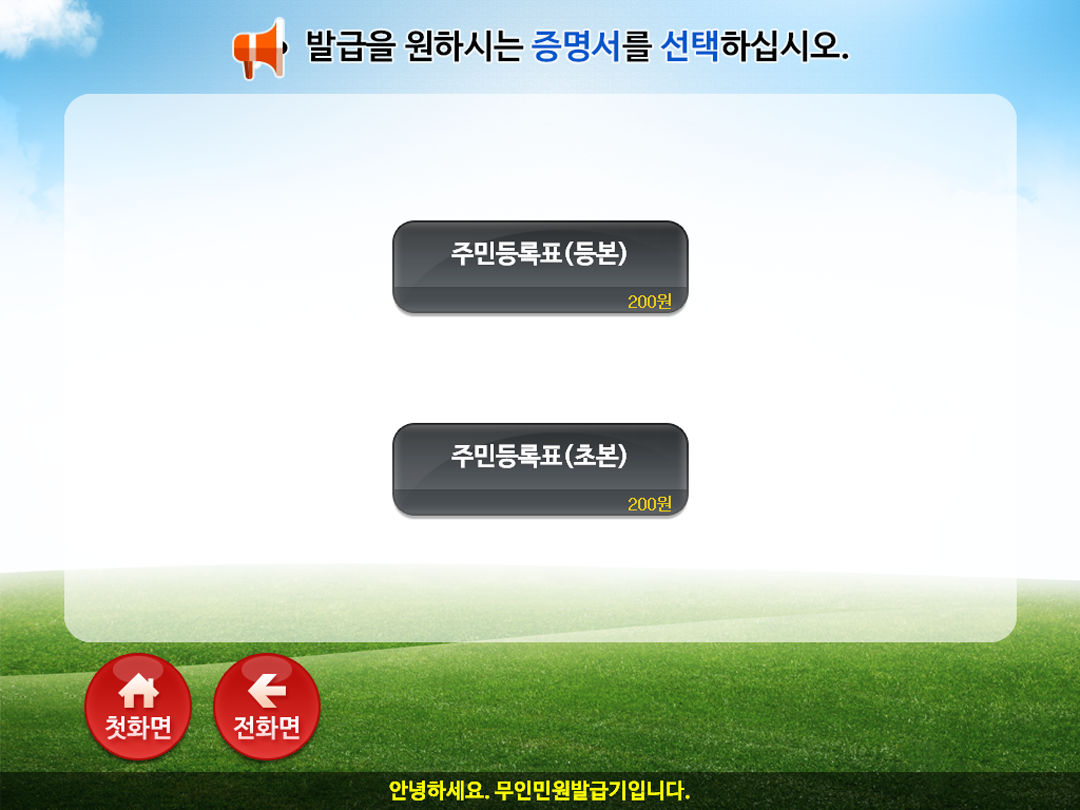 발급을 원하시는 증명서를 선택하십시오.
주민등록표(등본)
200원
주민등록표(초본)
200원
첫화면
전화면
안녕하세요. 무인민원발급기입니다.